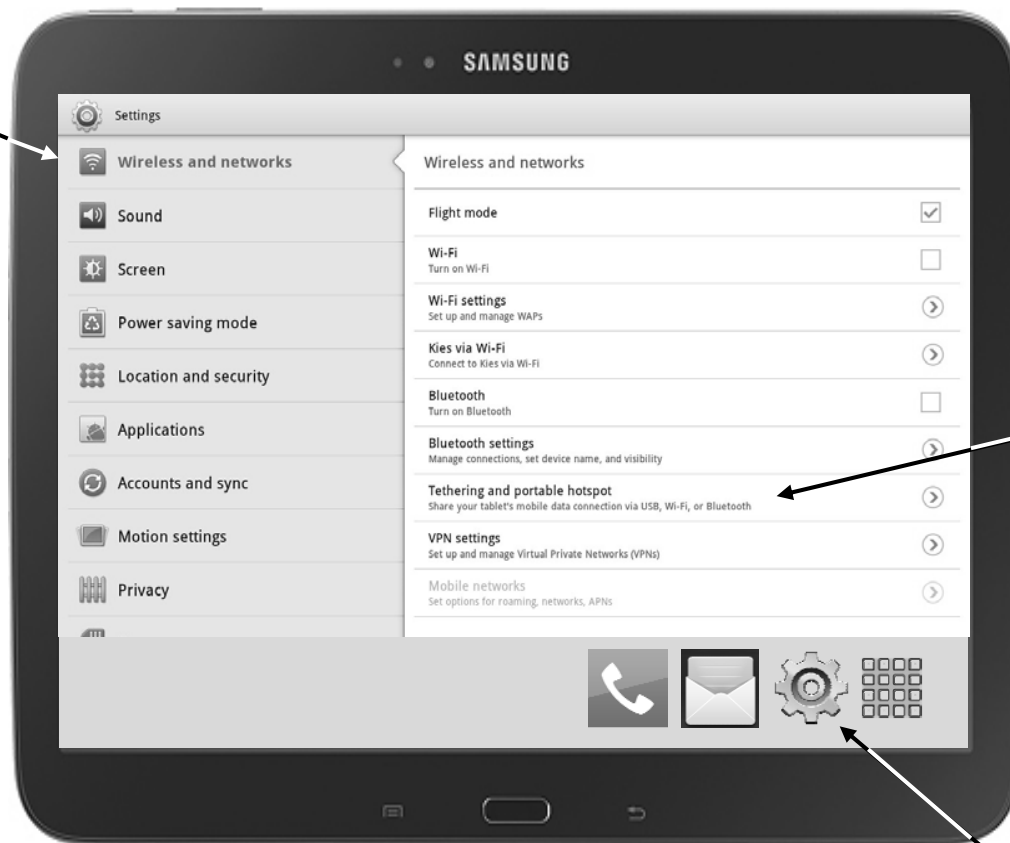 SAMSUNG
Settings
Wireless and networks
Sound
Screen
Power saving mode
Location and security
Applications
Accounts and sync
Motion settings
Privacy
Wireless and networks
Flight mode
Wi-Fi
Turn on Wi-Fi
Wi-Fi settings
Set up and manage WAPs
Kies via Wi-Fi
Connect to Kies via Wi-Fi
Bluetooth
Turn on Bluetooth
Bluetooth settings
Manage connections, set device name, and visibility
Tethering and portable hotspot
Share your tablet's mobile data connection via USB, Wi-Fi, or Bluetooth
VPN settings
Set up and manage Virtual Private Networks (VPNs)
Mobile networks
Set options for roaming, networks, APNs